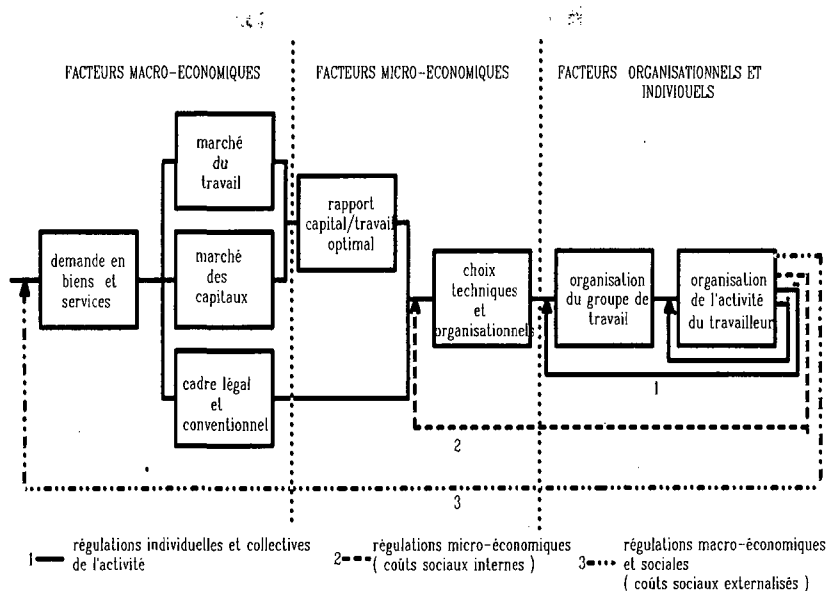 FACTEURS MACRO-ECONOMIQUES
FACTEURS MICRO-ECONOMIQUES
FACTEURS ORGANISATIONNELS ET
INDIVIDUELS
marché
du
travail
demande en
biens et
services
marché
des
capitaux
cadre légal
et
conventionnel
rapport
capital/travail
optimal
choix
techniques
et
organisationnels
organisation
du groupe de
travail
organisation
de l'activité
du travailleur
1
2
3
1 régulations individuelles et collectives
de l'activité
2 régulations micro-économiques
( coûts sociaux internes )
3 régulations macro-économiques
et sociales
( coûts sociaux externalisés )